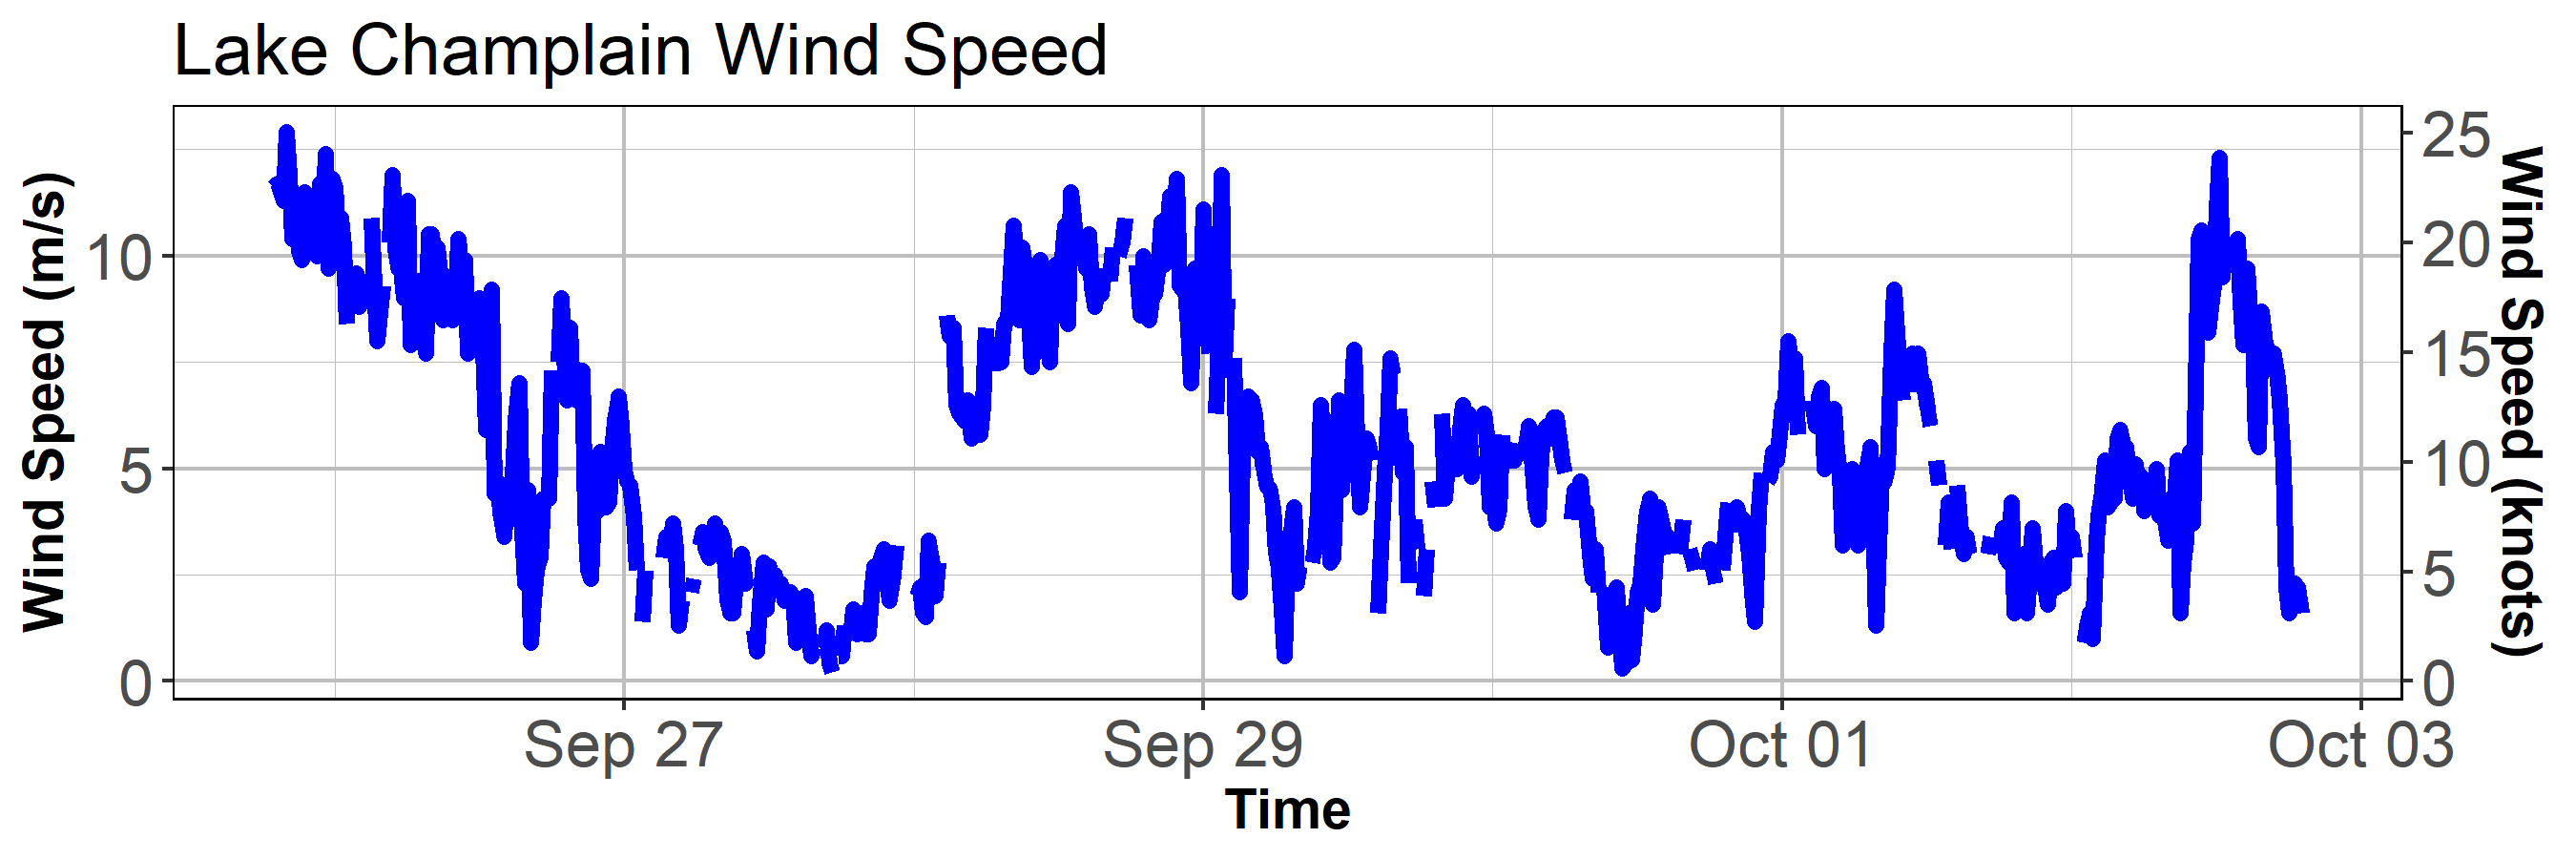 Lake Champlain Wind Speed
Wind Speed (m/s)
10
5
0
25
20
15
10
5
0
Wind Speed (knots)
Sep 27
Sep 29
Oct 01
Oct 03
Time